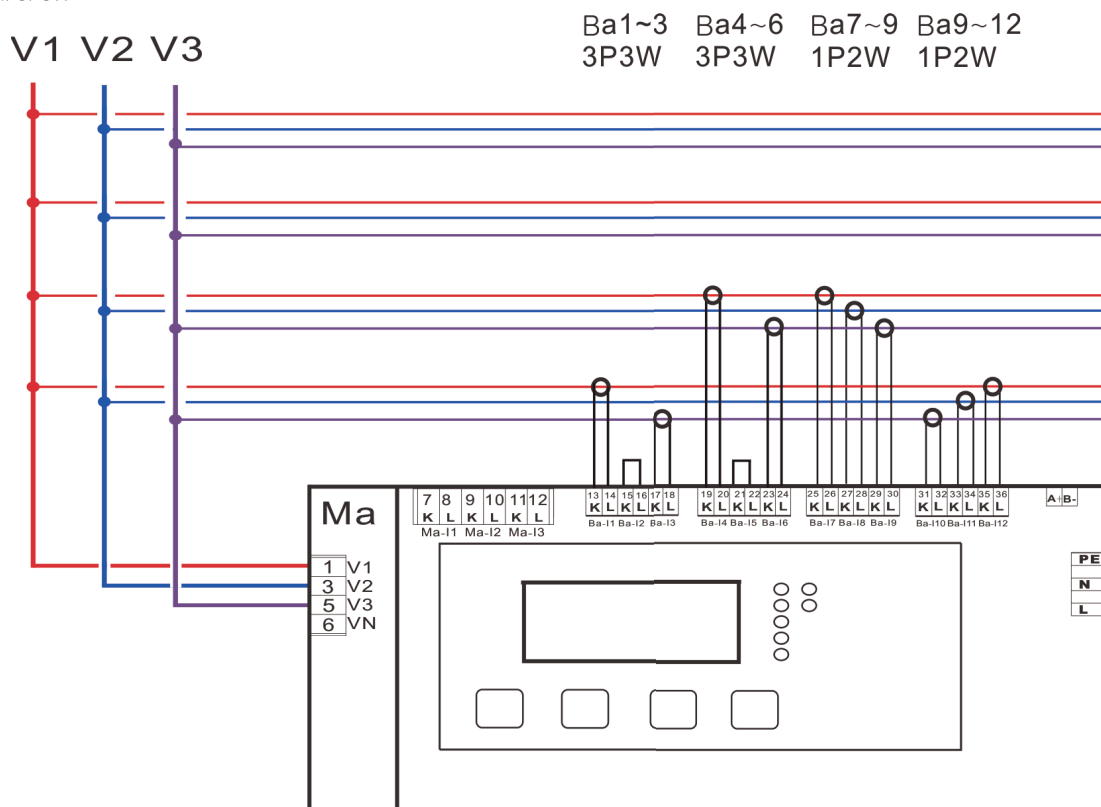 V1 V2 V3
Ba1~3 Ba4~6 Ba7~9 Ba9~12
3P3W 3P3W 1P2W 1P2W
Ma
7 8 9 10 11 12
K L K L K L
Ma-I1 Ma-I2 Ma-I3
13 14 15 16 17 18
K L K L K L
Ba-I1 Ba-I2 Ba-I3
19 20 21 22 23 24
K L K L K L
Ba-I4 Ba-I5 Ba-I6
25 26 27 28 29 30
K L K L K L
Ba-I7 Ba-I8 Ba-I9
31 32 33 34 35 36
K L K L K L
Ba-I10 Ba-I11 Ba-I12
A+ B-
1 V1
3 V2
5 V3
6 VN
PE
N
L